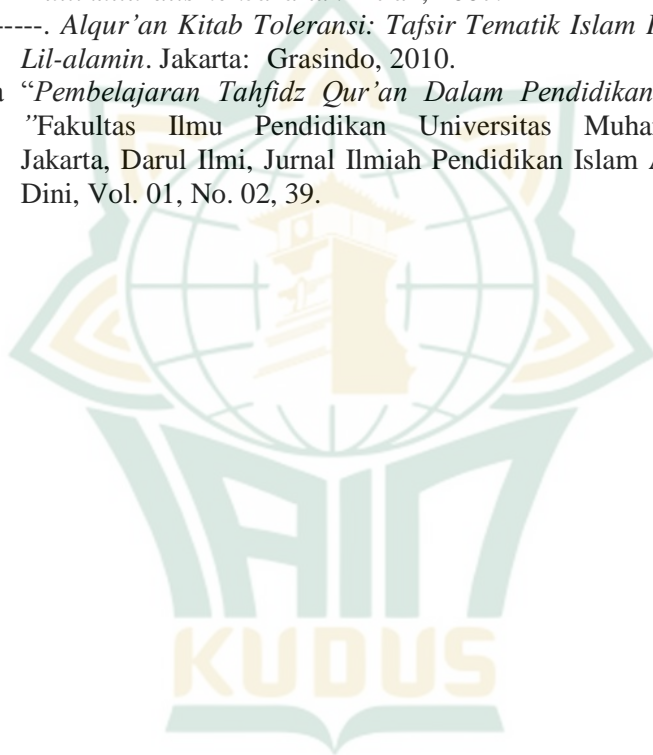 -----. Alqur'an Kitab Toleransi: Tafsir Tematik Islam
Lil-alamin. Jakarta: Grasindo, 2010.
"Pembelajaran Tahfidz Qur'an Dalam Pendidikan
"Fakultas Ilmu Pendidikan Universitas
Jakarta, Darul Ilmi, Jurnal Ilmiah Pendidikan Islam
Dini, Vol. 01, No. 02, 39.
IAIN
KUDUS